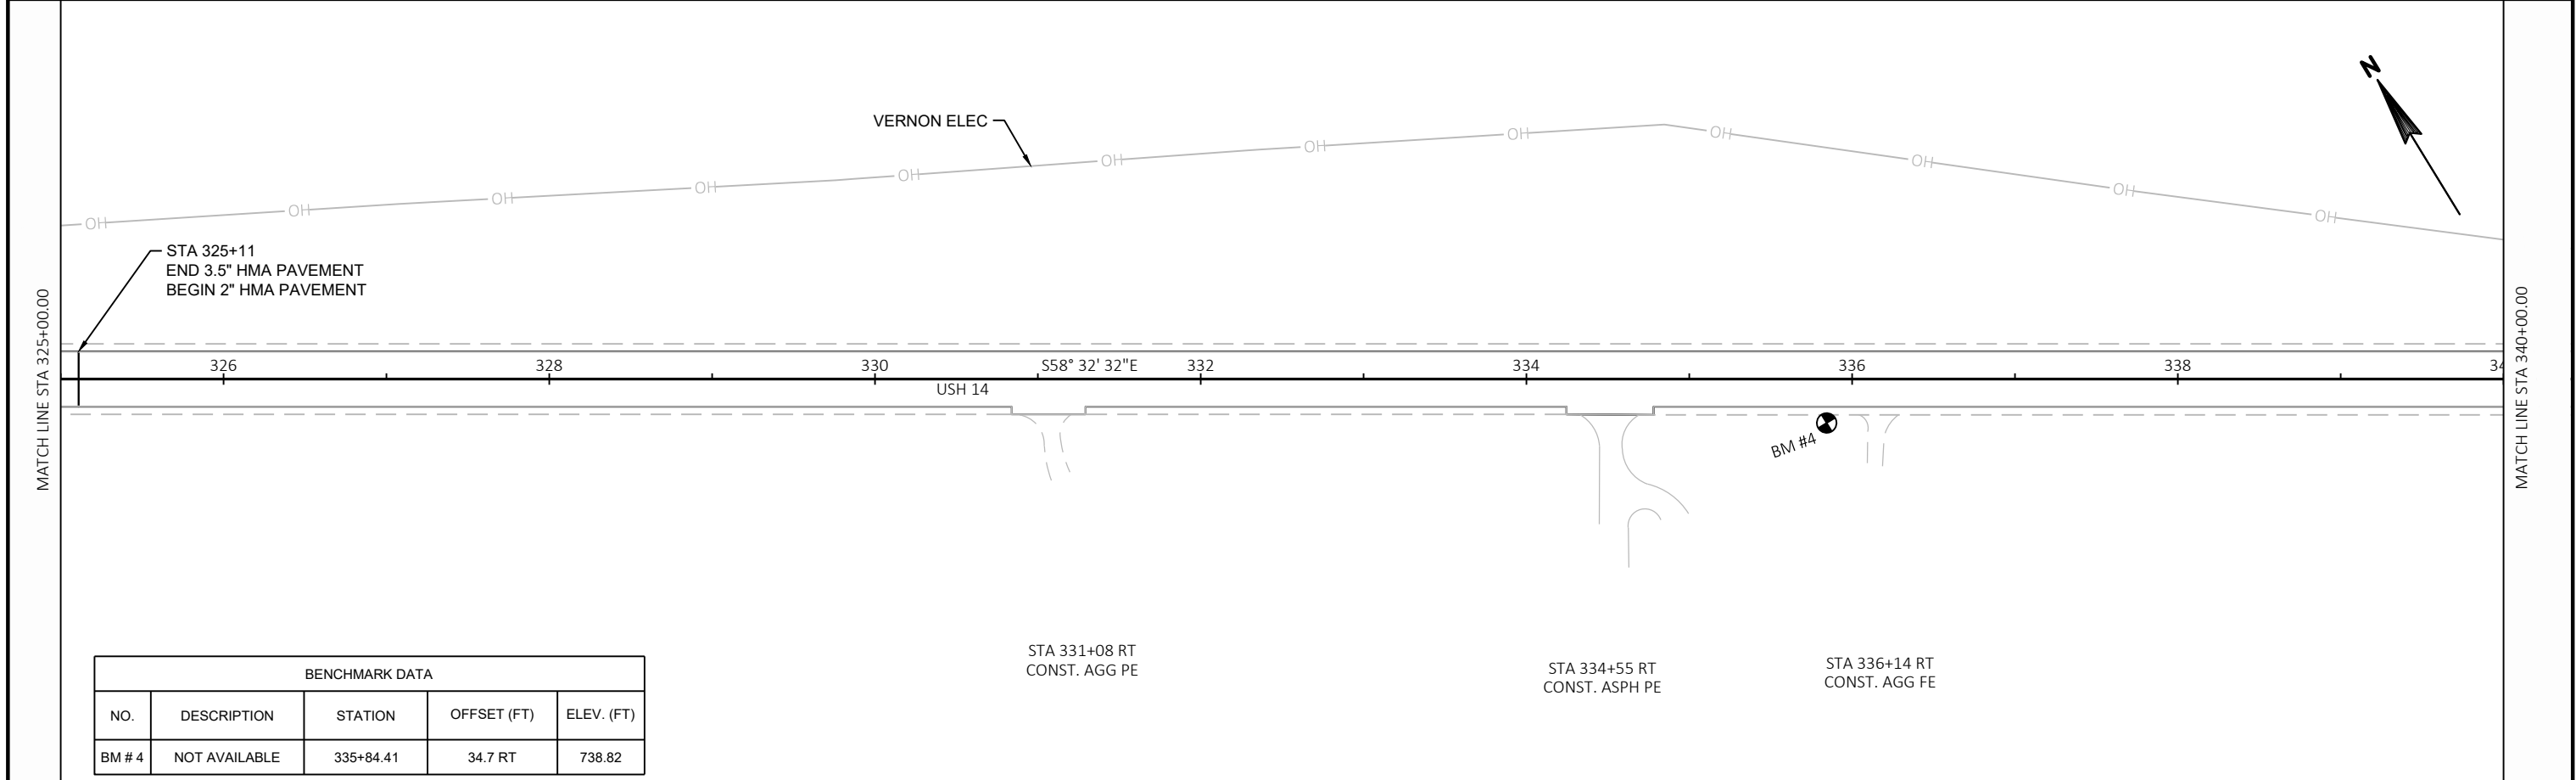 N
VERNON ELEC
OH OH OH OH OH OH OH OH OH OH OH OH
STA 325+11
END 3.5" HMA PAVEMENT
BEGIN 2" HMA PAVEMENT
MATCH LINE STA 325+00.00
326 328 330 S58° 32' 32"E 332 334 336 338 34
USH 14
MATCH LINE STA 340+00.00
BM #4
STA 331+08 RT
CONST. AGG PE
STA 334+55 RT
CONST. ASPH PE
STA 336+14 RT
CONST. AGG FE
BENCHMARK DATA
NO. DESCRIPTION STATION OFFSET (FT) ELEV. (FT)
BM # 4 NOT AVAILABLE 335+84.41 34.7 RT 738.82